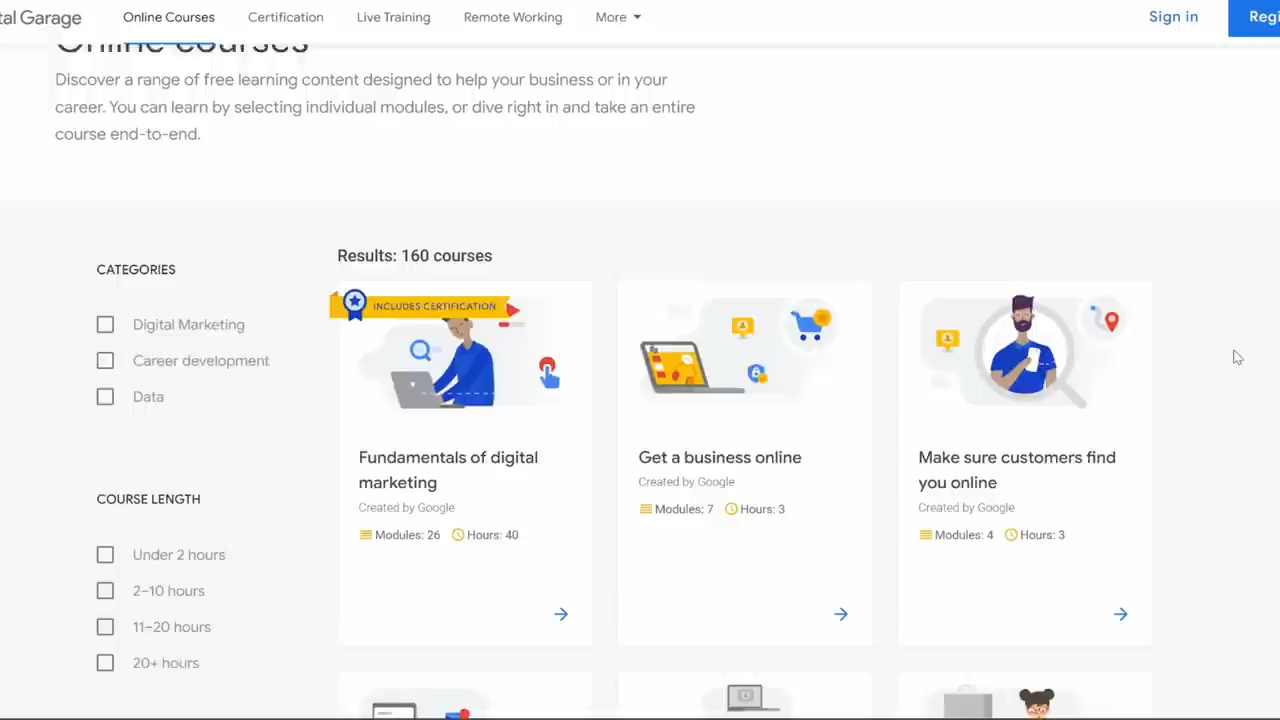 tal Garage
Online Courses
Certification
Live Training
Remote Working
More
Sign in
Regi
Online courses
Discover a range of free learning content designed to help your business or in your
career. You can learn by selecting individual modules, or dive right in and take an entire
course end-to-end.
CATEGORIES
Digital Marketing
Career development
Data
COURSE LENGTH
Under 2 hours
2–10 hours
11–20 hours
20+ hours
Results: 160 courses
INCLUDES CERTIFICATION
Fundamentals of digital
marketing
Created by Google
Modules: 26 Hours: 40
Get a business online
Created by Google
Modules: 7 Hours: 3
Make sure customers find
you online
Created by Google
Modules: 4 Hours: 3